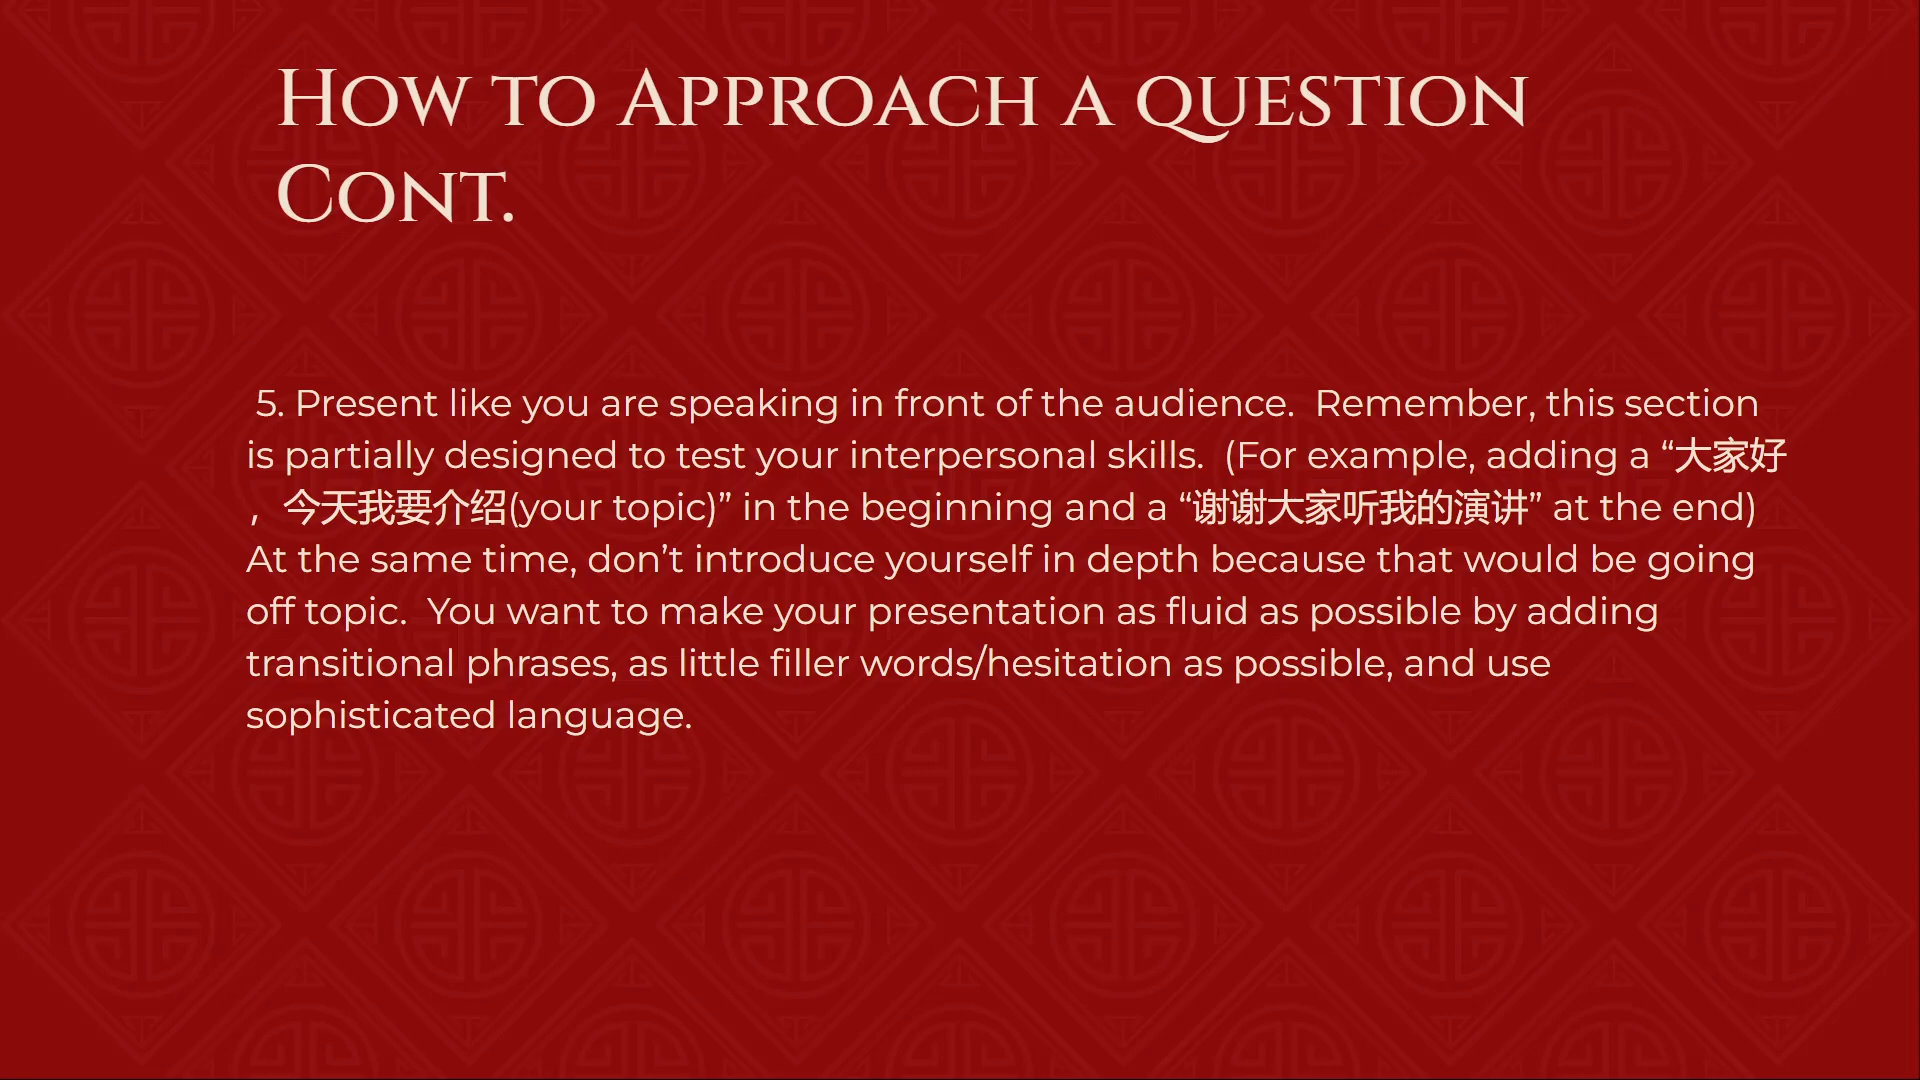 How to Approach a question
Cont.
5. Present like you are speaking in front of the audience.  Remember, this section
is partially designed to test your interpersonal skills.  (For example, adding a “大家好
，今天我要介绍(your topic)” in the beginning and a “谢谢大家听我的演讲” at the end)
At the same time, don’t introduce yourself in depth because that would be going
off topic.  You want to make your presentation as fluid as possible by adding
transitional phrases, as little filler words/hesitation as possible, and use
sophisticated language.